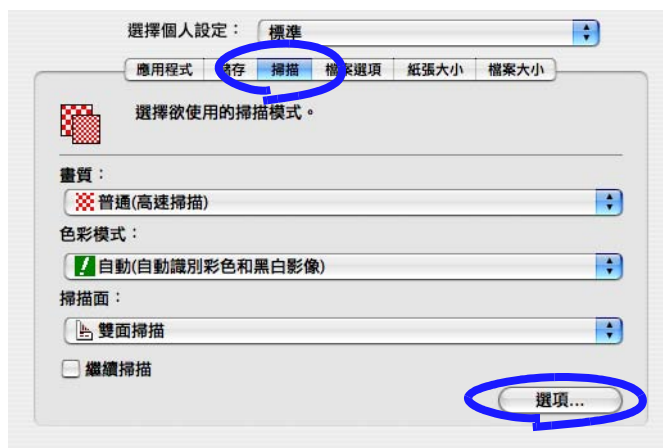 選擇個人設定： 標準
應用程式 儲存 掃描 檔案選項 紙張大小 檔案大小
選擇欲使用的掃描模式。
畫質：
普通(高速掃描)
色彩模式：
自動(自動識別彩色和黑白影像)
掃描面：
雙面掃描
繼續掃描
選項...